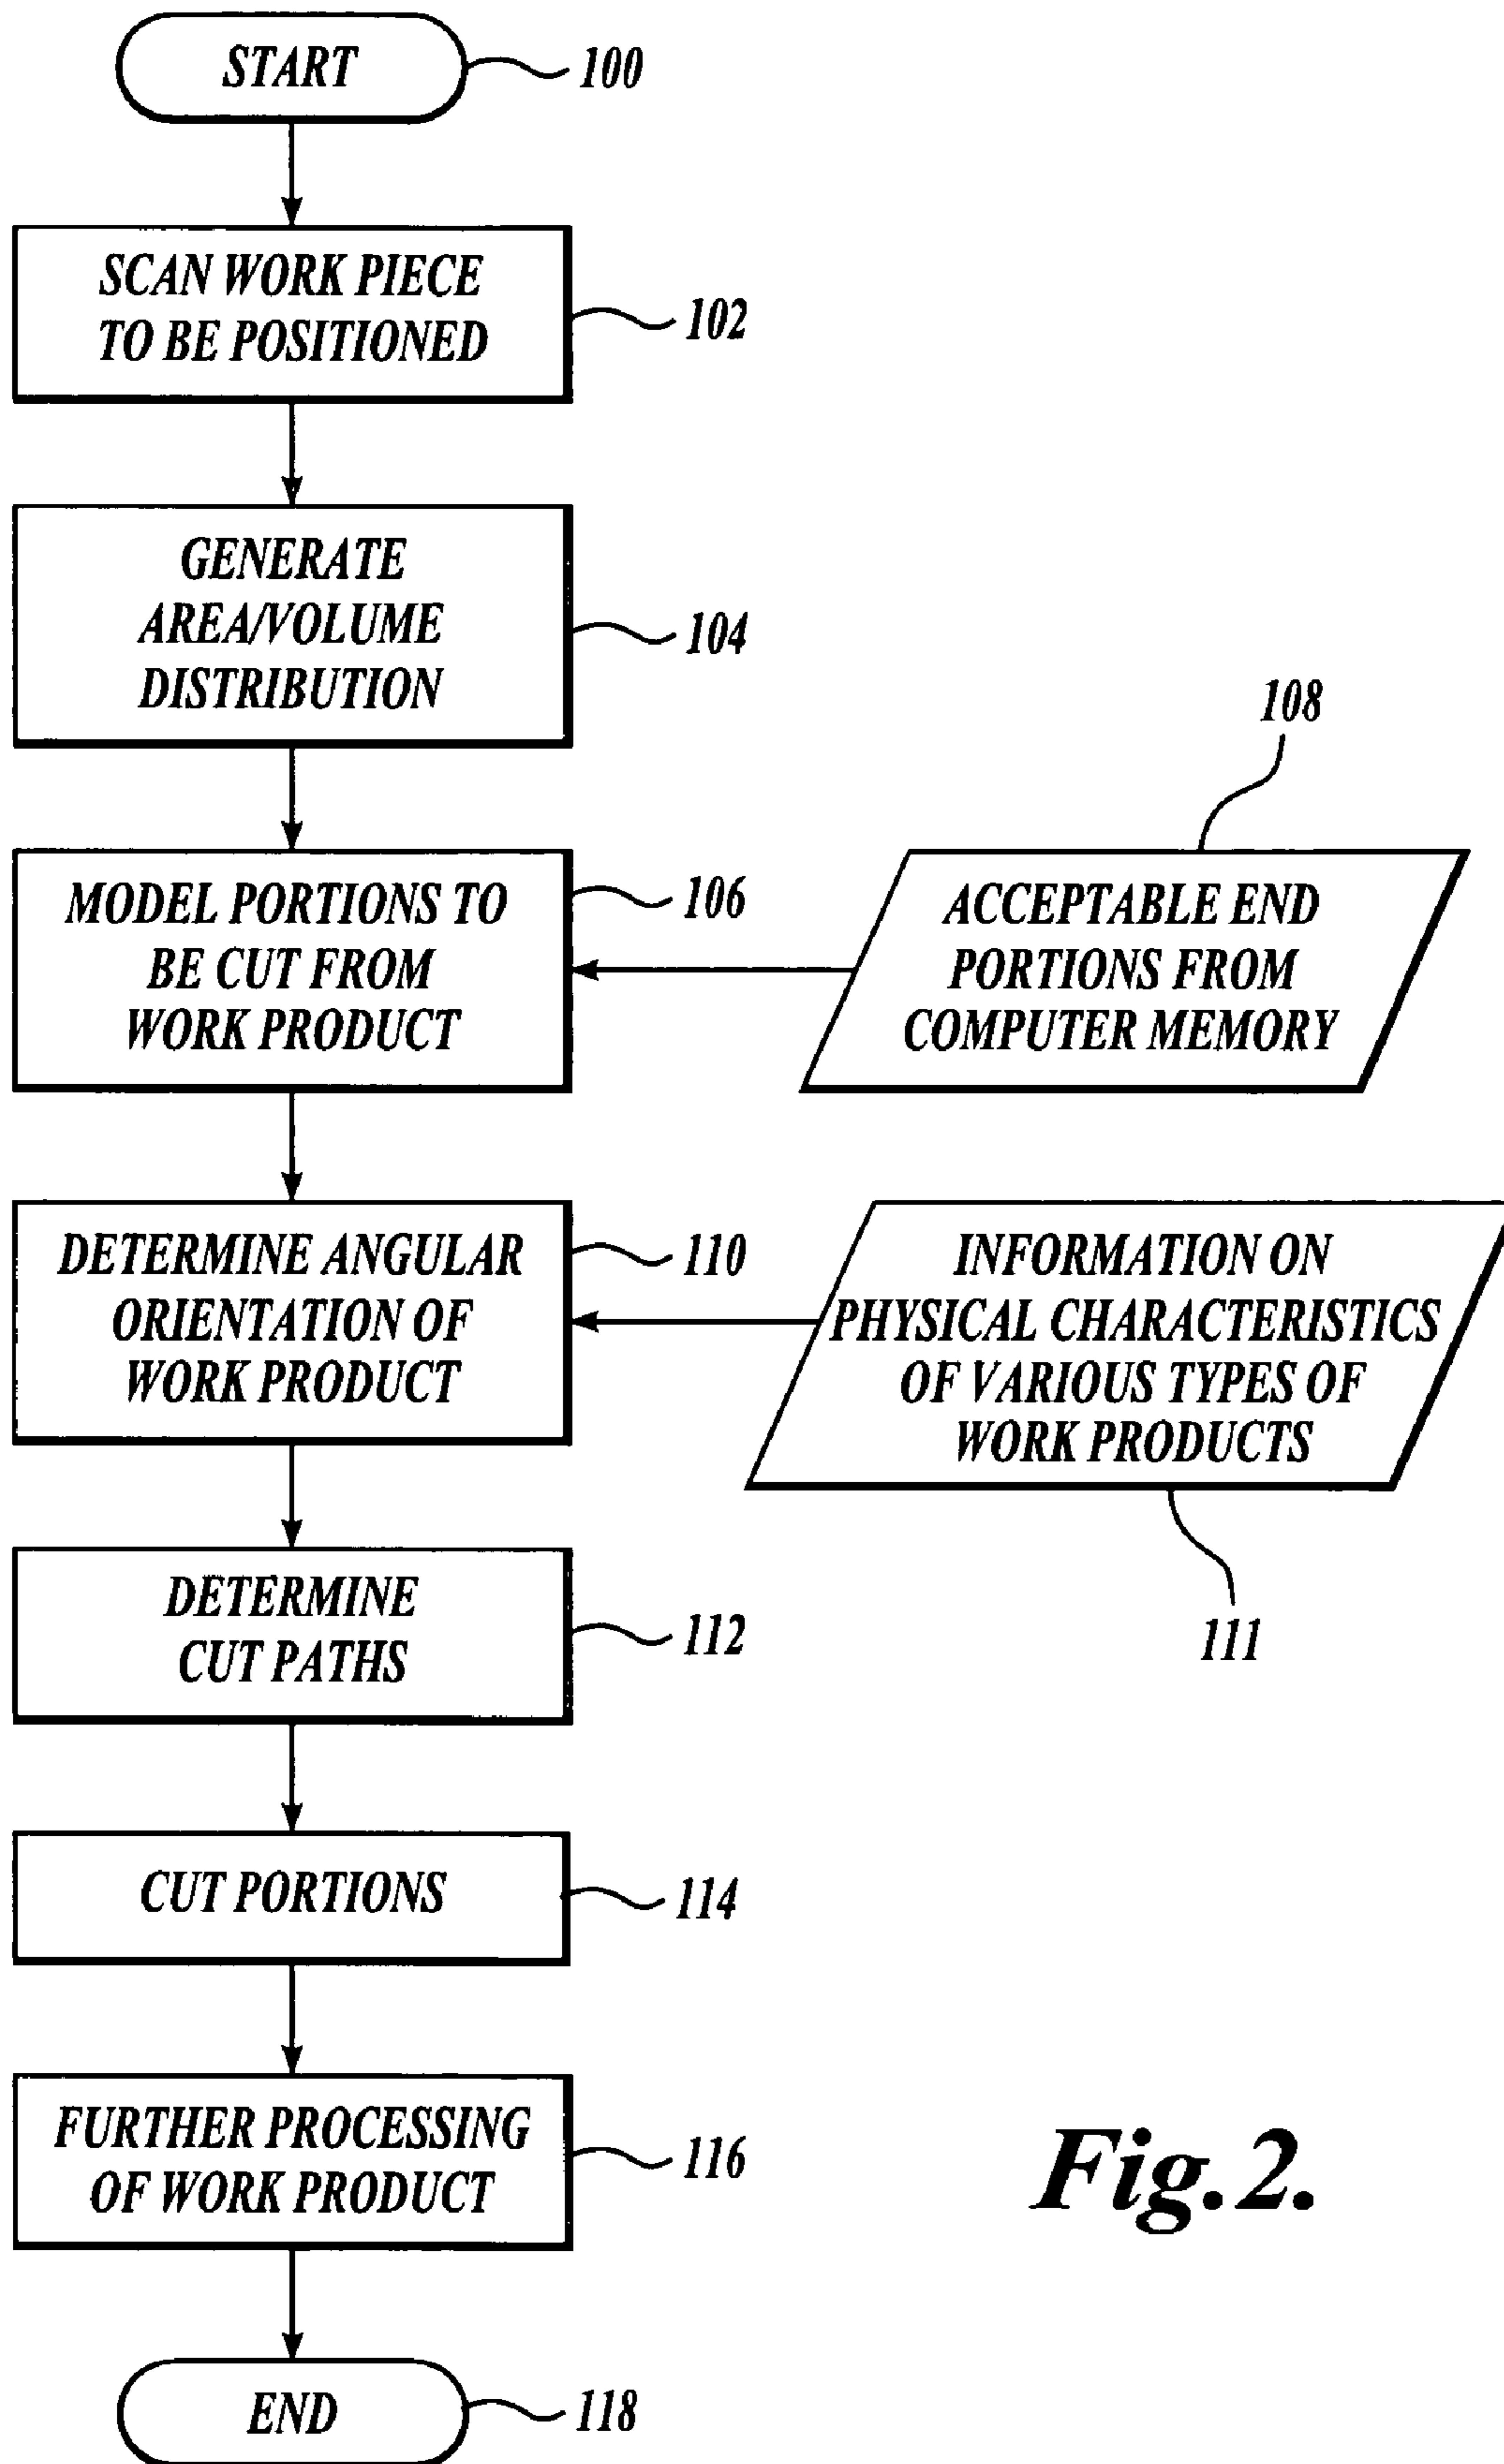 START
100
SCAN WORK PIECE
TO BE POSITIONED
102
GENERATE
AREA/VOLUME
DISTRIBUTION
104
108
MODEL PORTIONS TO
BE CUT FROM
WORK PRODUCT
106
ACCEPTABLE END
PORTIONS FROM
COMPUTER MEMORY
DETERMINE ANGULAR
ORIENTATION OF
WORK PRODUCT
110
INFORMATION ON
PHYSICAL CHARACTERISTICS
OF VARIOUS TYPES OF
WORK PRODUCTS
111
DETERMINE
CUT PATHS
112
CUT PORTIONS
114
FURTHER PROCESSING
OF WORK PRODUCT
116
END
118
Fig.2.